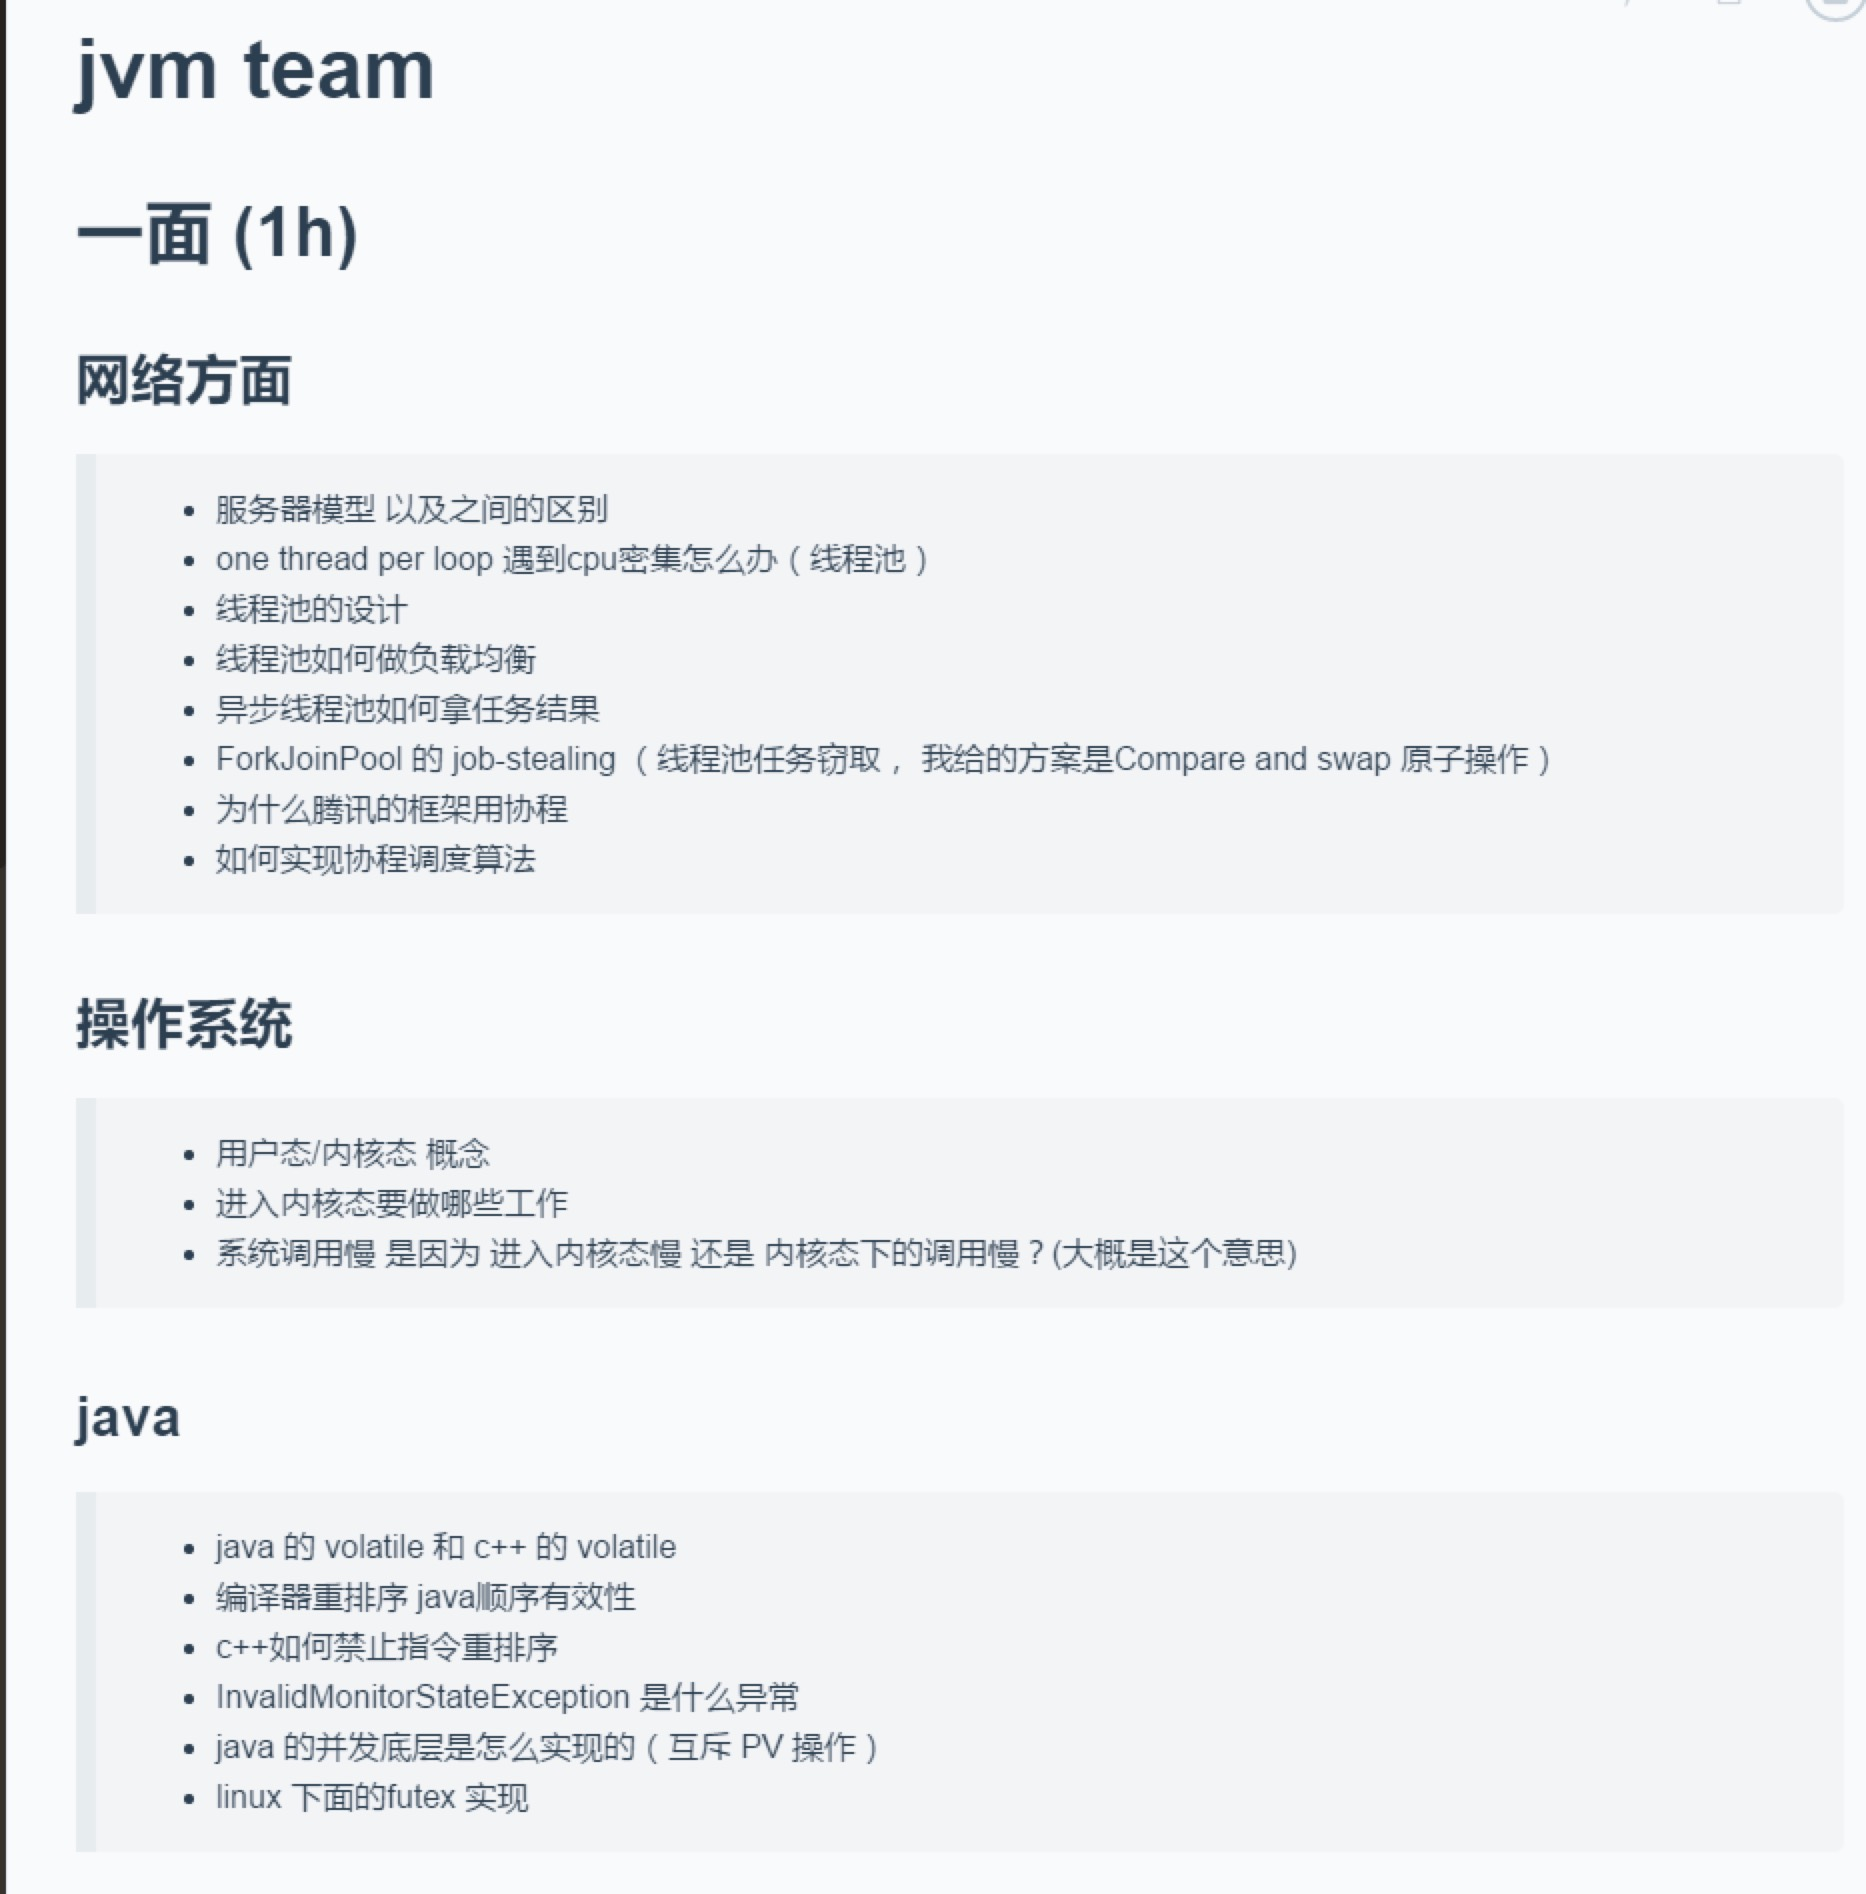 jvm team
一面 (1h)
网络方面
服务器模型 以及之间的区别
one thread per loop 遇到cpu密集怎么办（线程池）
线程池的设计
线程池如何做负载均衡
异步线程池如何拿任务结果
ForkJoinPool 的 job-stealing （线程池任务窃取， 我给的方案是Compare and swap 原子操作）
为什么腾讯的框架用协程
如何实现协程调度算法
操作系统
用户态/内核态 概念
进入内核态要做哪些工作
系统调用慢 是因为 进入内核态慢 还是 内核态下的调用慢？(大概是这个意思)
java
java 的 volatile 和 c++ 的 volatile
编译器重排序 java顺序有效性
c++如何禁止指令重排序
InvalidMonitorStateException 是什么异常
java 的并发底层是怎么实现的（互斥 PV 操作）
linux 下面的futex 实现